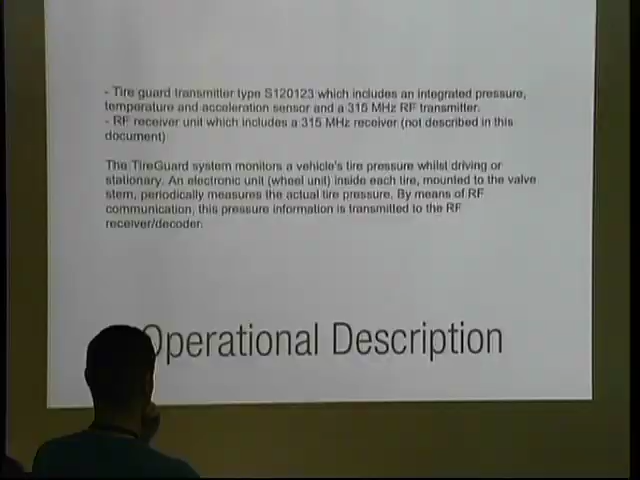 - Tire guard transmitter type S120123 which includes an integrated pressure,
temperature and acceleration sensor and a 315 MHz RF transmitter.
- RF receiver unit which includes a 315 MHz receiver (not described in this
document)
The TireGuard system monitors a vehicle's tire pressure whilst driving or
stationary. An electronic unit (wheel unit) inside each tire, mounted to the valve
stem, periodically measures the actual tire pressure. By means of RF
communication, this pressure information is transmitted to the RF
receiver/decoder.
Operational Description